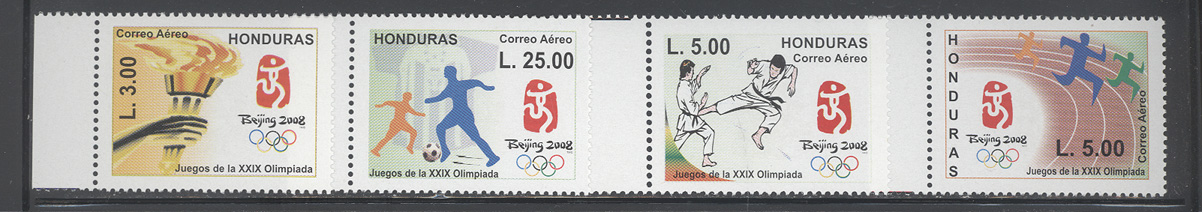 Correo Aéreo HONDURAS
L. 3.00
Beijing 2008
Juegos de la XXIX Olimpiada
HONDURAS Correo Aéreo
L. 25.00
Beijing 2008
Juegos de la XXIX Olimpiada
L. 5.00 HONDURAS
Correo Aéreo
Beijing 2008
Juegos de la XXIX Olimpiada
HONDURAS
Correo Aéreo
L. 5.00
Beijing 2008
Juegos de la XXIX Olimpiada